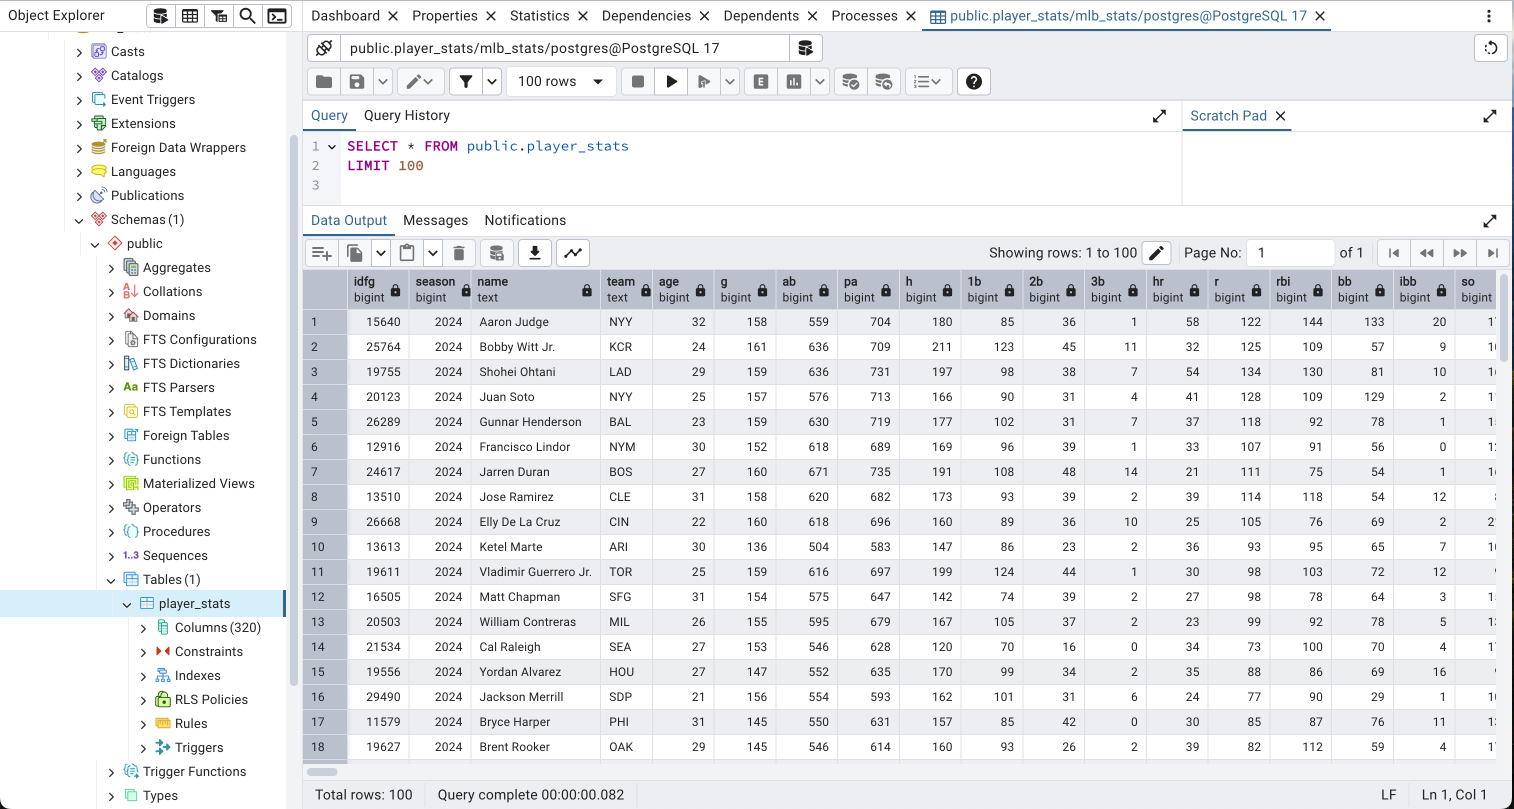 Object Explorer
Dashboard
Properties
Statistics
Dependencies
Dependents
Processes
public.player_stats/mlb_stats/postgres@PostgreSQL 17
Casts
Catalogs
Event Triggers
Extensions
Foreign Data Wrappers
Languages
Publications
Schemas (1)
public
Aggregates
Collations
Domains
FTS Configurations
FTS Dictionaries
Aa FTS Parsers
FTS Templates
Foreign Tables
Functions
Materialized Views
Operators
Procedures
1..3 Sequences
Tables (1)
player_stats
Columns (320)
Constraints
Indexes
RLS Policies
Rules
Triggers
Trigger Functions
Types
public.player_stats/mlb_stats/postgres@PostgreSQL 17
100 rows
E
Query Query History
Scratch Pad
1 SELECT * FROM public.player_stats
2 LIMIT 100
3
Data Output Messages Notifications
Showing rows: 1 to 100 Page No: 1 of 1
idfg season name team age g ab pa h 1b 2b 3b hr r rbi bb ibb so
bigint bigint text text bigint bigint bigint bigint bigint bigint bigint bigint bigint bigint bigint bigint bigint bigint
1 15640 2024 Aaron Judge NYY 32 158 559 704 180 85 36 1 58 122 144 133 20
2 25764 2024 Bobby Witt Jr. KCR 24 161 636 709 211 123 45 11 32 125 109 57 9
3 19755 2024 Shohei Ohtani LAD 29 159 636 731 197 98 38 7 54 134 130 81 10
4 20123 2024 Juan Soto NYY 25 157 576 713 166 90 31 4 41 128 109 129 2
5 26289 2024 Gunnar Henderson BAL 23 159 630 719 177 102 31 7 37 118 92 78 1
6 12916 2024 Francisco Lindor NYM 30 152 618 689 169 96 39 1 33 107 91 56 0
7 24617 2024 Jarren Duran BOS 27 160 671 735 191 108 48 14 21 111 75 54 1
8 13510 2024 Jose Ramirez CLE 31 158 620 682 173 93 39 2 39 114 118 54 12
9 26668 2024 Elly De La Cruz CIN 22 160 618 696 160 89 36 10 25 105 76 69 2
10 13613 2024 Ketel Marte ARI 30 136 504 583 147 86 23 2 36 93 95 65 7
11 19611 2024 Vladimir Guerrero Jr. TOR 25 159 616 697 199 124 44 1 30 98 103 72 12
12 16505 2024 Matt Chapman SFG 31 154 575 647 142 74 39 2 27 98 78 64 3
13 20503 2024 William Contreras MIL 26 155 595 679 167 105 37 2 23 99 92 78 5
14 21534 2024 Cal Raleigh SEA 27 153 546 628 120 70 16 0 34 73 100 70 4
15 19556 2024 Yordan Alvarez HOU 27 147 552 635 170 99 34 2 35 88 86 69 16
16 29490 2024 Jackson Merrill SDP 21 156 554 593 162 101 31 6 24 77 90 29 1
17 11579 2024 Bryce Harper PHI 31 145 550 631 157 85 42 0 30 85 87 76 11
18 19627 2024 Brent Rooker OAK 29 145 546 614 160 93 26 2 39 82 112 59 4
Total rows: 100 Query complete 00:00:00.082 LF Ln 1, Col 1